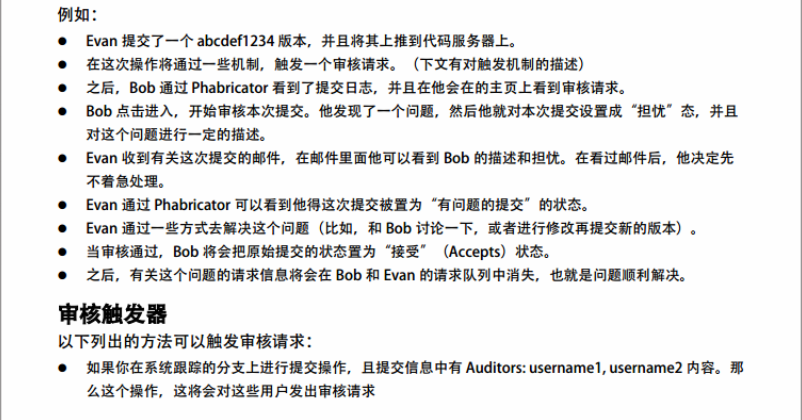 例如：
● Evan 提交了一个 abcdef1234 版本，并且将其上推到代码服务器上。
● 在这次操作将通过一些机制，触发一个审核请求。（下文有对触发机制的描述）
● 之后，Bob 通过 Phabricator 看到了提交日志，并且在他会在的主页上看到审核请求。
● Bob 点击进入，开始审核本次提交。他发现了一个问题，然后他就对本次提交设置成“担忧”态，并且
对这个问题进行一定的描述。
● Evan 收到有关这次提交的邮件，在邮件里面他可以看到 Bob 的描述和担忧。在看过邮件后，他决定先
不着急处理。
● Evan 通过 Phabricator 可以看到他得这次提交被置为“有问题的提交”的状态。
● Evan 通过一些方式去解决这个问题（比如，和 Bob 讨论一下，或者进行修改再提交新的版本）。
● 当审核通过，Bob 将会把原始提交的状态置为“接受”（Accepts）状态。
● 之后，有关这个问题的请求信息将会在 Bob 和 Evan 的请求队列中消失，也就是问题顺利解决。
审核触发器
以下列出的方法可以触发审核请求：
● 如果你在系统跟踪的分支上进行提交操作，且提交信息中有 Auditors: username1, username2 内容。那
么这个操作，这将会对这些用户发出审核请求